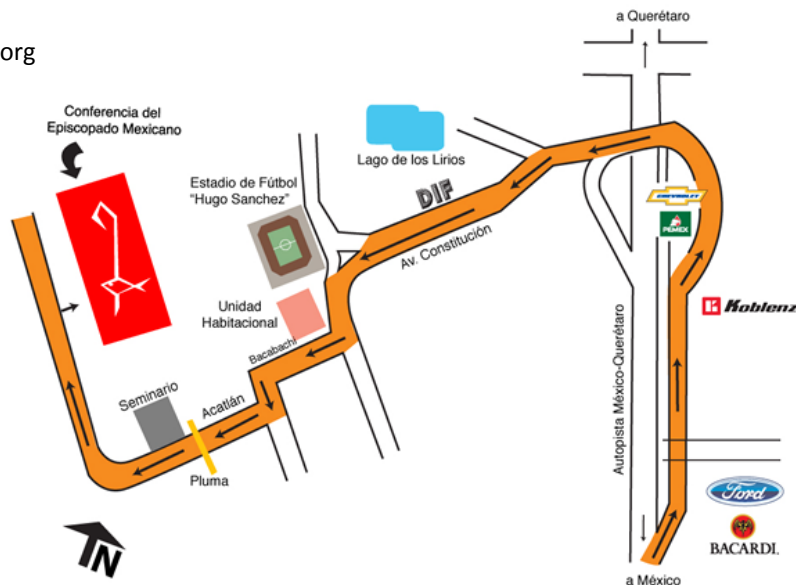 a Querétaro
org
Conferencia del
Episcopado Mexicano
Lago de los Lirios
Estadio de Fútbol
"Hugo Sanchez"
DIF
CHEVROLET
PEMEX
Av. Constitución
Koblenz
Unidad
Habitacional
Bacabachi
Autopista México-Querétaro
Seminario
Acatlán
Pluma
Ford
BACARDI.
N
a México